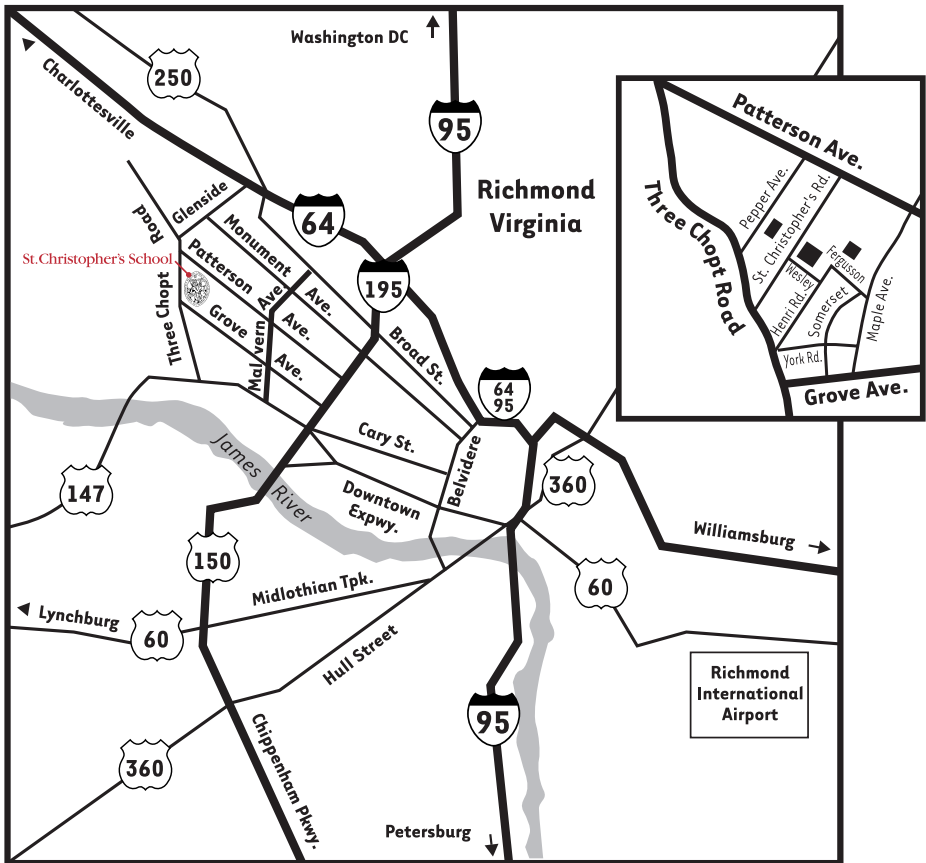 Washington DC
250
Charlottesville
95
Richmond
Virginia
64
Glenside
Road
Monument
Ave.
St.Christopher's School
Patterson
Ave.
195
Three Chopt
Grove
Ave.
Malvern
Ave.
Broad St.
64
95
Cary St.
Belvidere
James
River
147
Downtown
Expwy.
360
Williamsburg
150
Midlothian Tpk.
60
Lynchburg
60
Hull Street
Richmond
International
Airport
95
Chippenham Pkwy.
360
Petersburg
Patterson Ave.
Pepper Ave.
St. Christopher's Rd.
Three Chopt Road
Fergusson
Wesley
Henri Rd.
Somerset
Maple Ave.
York Rd.
Grove Ave.